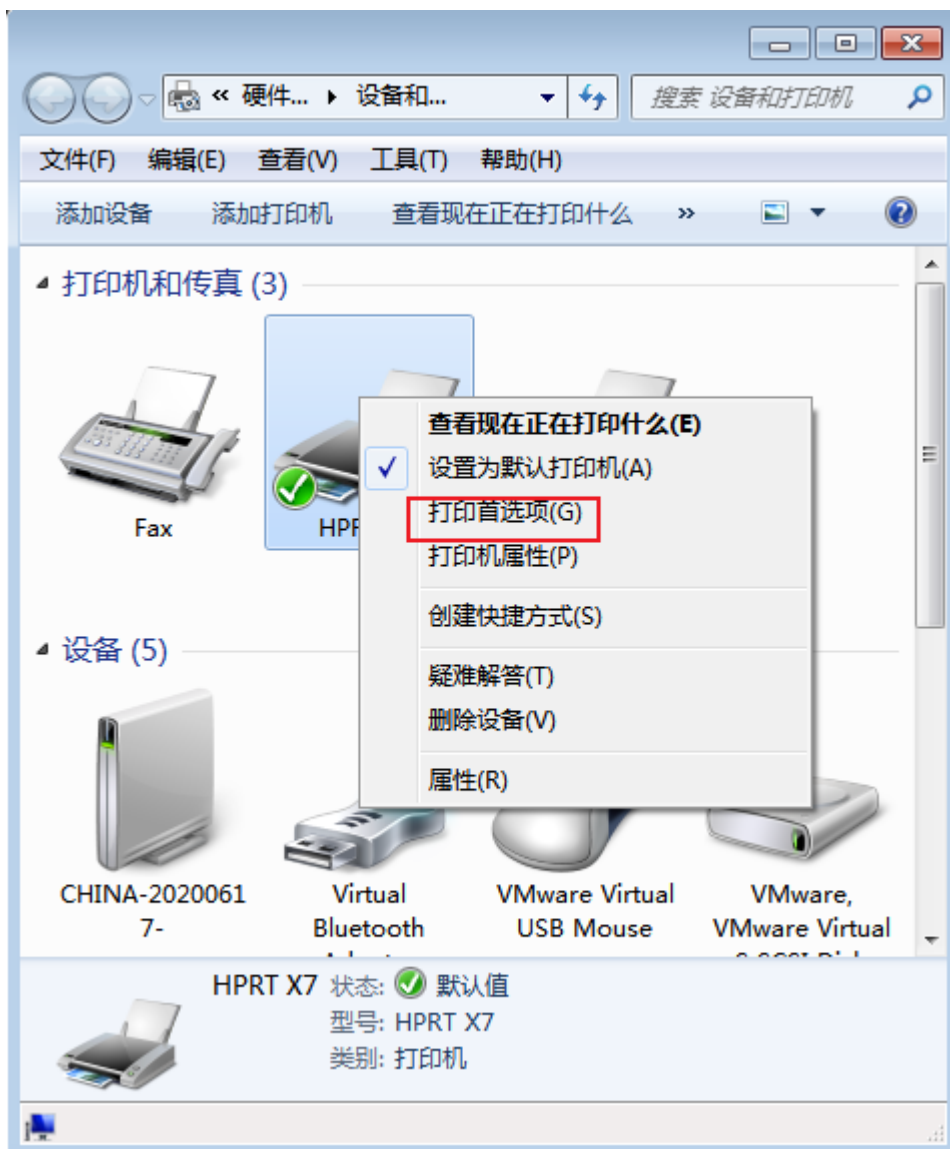 « 硬件... ▸ 设备和...
搜索 设备和打印机
文件(F) 编辑(E) 查看(V) 工具(T) 帮助(H)
添加设备 添加打印机 查看现在正在打印什么 »
打印机和传真 (3)
Fax
查看现在正在打印什么(E)
设置为默认打印机(A)
打印首选项(G)
打印机属性(P)
创建快捷方式(S)
疑难解答(T)
删除设备(V)
属性(R)
设备 (5)
CHINA-2020061
7-
Virtual
Bluetooth
VMware Virtual
USB Mouse
VMware,
VMware Virtual
HPRT X7 状态: 默认值
型号: HPRT X7
类别: 打印机